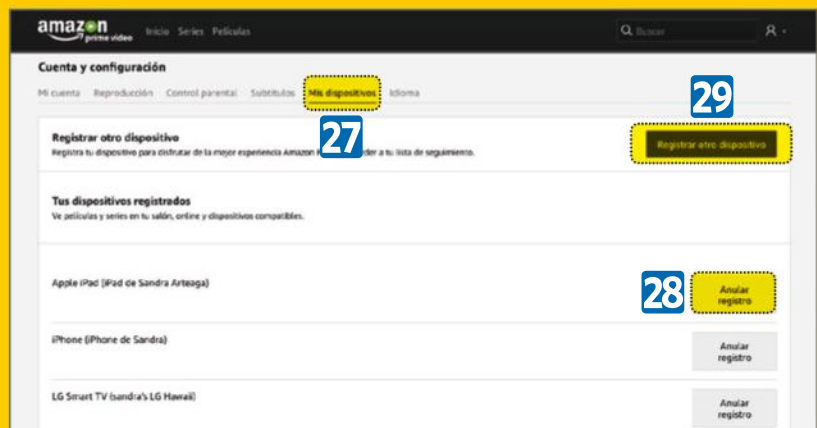 amazon
prime video
Inicio Series Películas
Buscar
Cuenta y configuración
Mi cuenta Reproducción Control parental Subtítulos Mis dispositivos Idioma
27
29
Registrar otro dispositivo
Registra tu dispositivo para disfrutar de la mejor experiencia Amazon a tu lista de seguimiento.
Registrar otro dispositivo
Tus dispositivos registrados
Ve películas y series en tu salón, online y dispositivos compatibles.
Apple iPad (iPad de Sandra Arteaga)
28
Anular
registro
iPhone (iPhone de Sandra)
Anular
registro
LG Smart TV (sandra's LG Hawaii)
Anular
registro